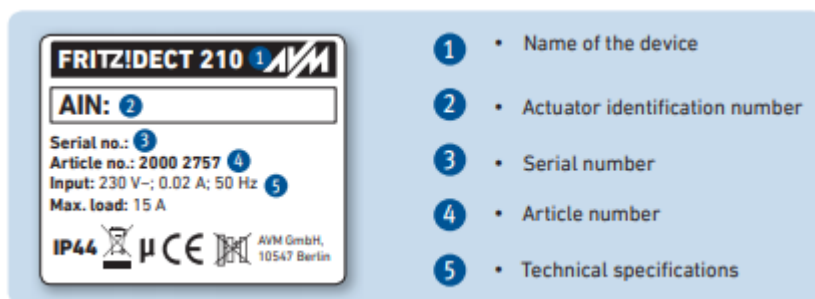 FRITZ!DECT 210 1 AVM
AIN: 2
Serial no.: 3
Article no.: 2000 2757 4
Input: 230 V~; 0.02 A; 50 Hz 5
Max. load: 15 A
IP44 µ CE AVM GmbH,
10547 Berlin
1 • Name of the device
2 • Actuator identification number
3 • Serial number
4 • Article number
5 • Technical specifications